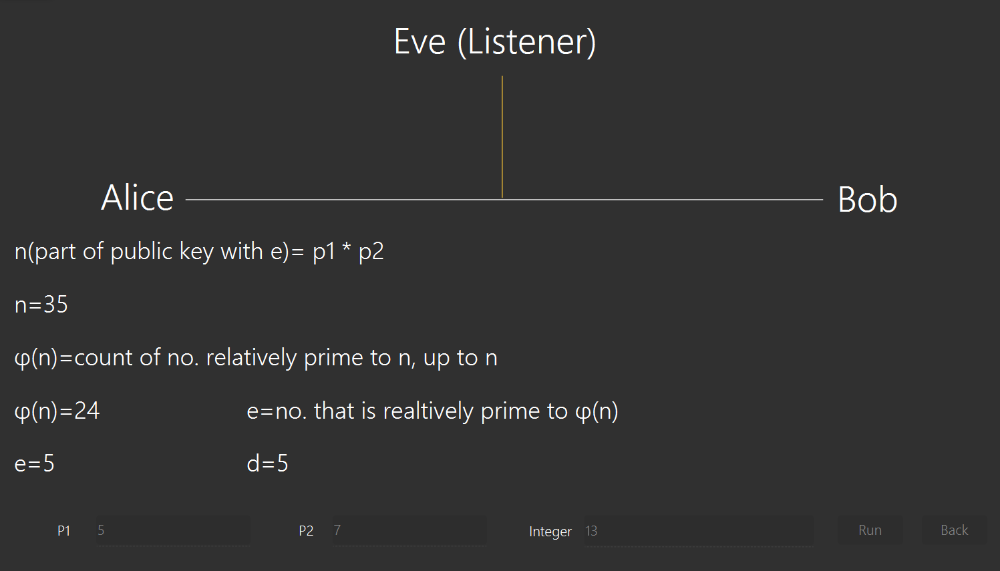 Eve (Listener)
Alice
Bob
n(part of public key with e)= p1 * p2
n=35
φ(n)=count of no. relatively prime to n, up to n
φ(n)=24
e=no. that is realtively prime to φ(n)
e=5
d=5
P1 5 P2 7 Integer 13 Run Back